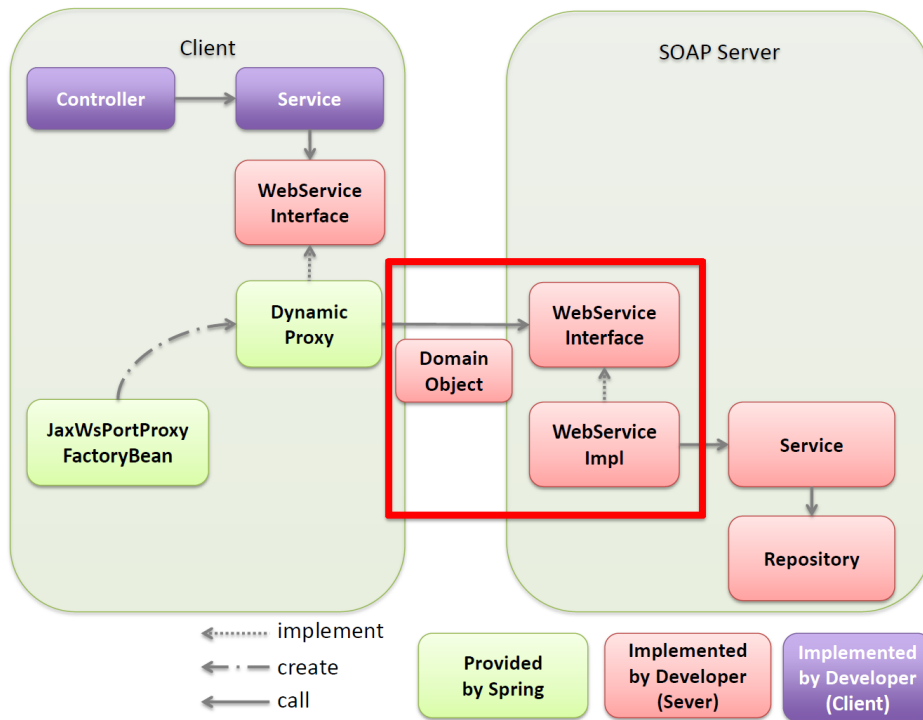 Client
SOAP Server
Controller
Service
WebService
Interface
Dynamic
Proxy
WebService
Interface
Domain
Object
JaxWsPortProxy
FactoryBean
WebService
Impl
Service
Repository
implement
create
call
Provided
by Spring
Implemented
by Developer
(Sever)
Implemented
by Developer
(Client)